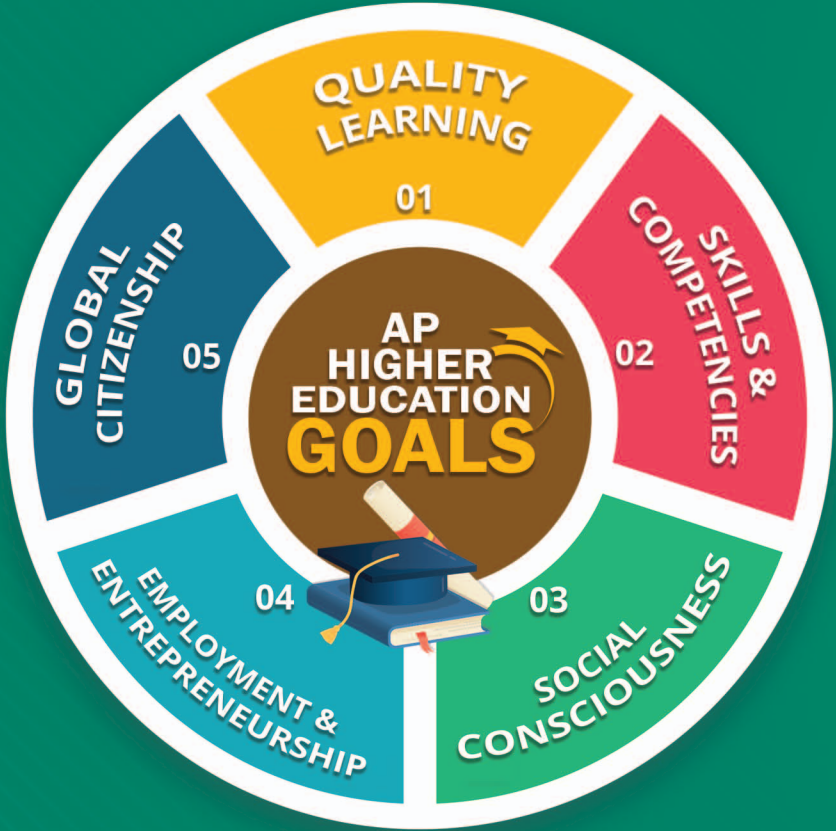 AP
HIGHER
EDUCATION
GOALS
QUALITY
LEARNING
01
SKILLS &
COMPETENCIES
02
SOCIAL
CONSCIOUSNESS
03
EMPLOYMENT &
ENTREPRENEURSHIP
04
GLOBAL
CITIZENSHIP
05